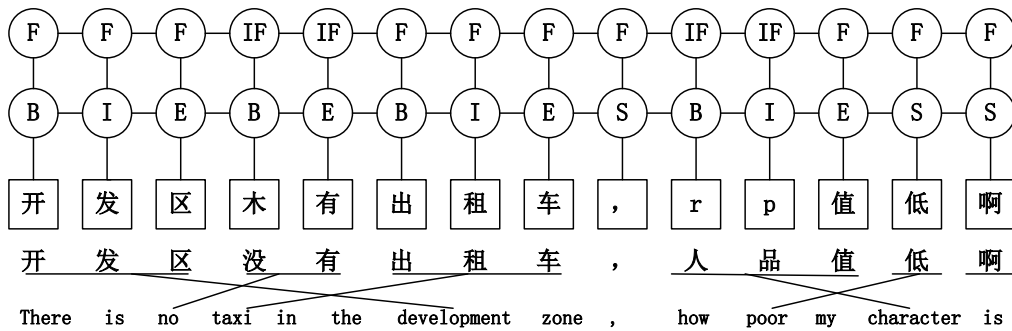 F F F IF IF F F F F IF IF F F F
B I E B E B I E S B I E S S
开 发 区 木 有 出 租 车 , r p 值 低 啊
开 发 区 没 有 出 租 车 , 人 品 值 低 啊
There is no taxi in the development zone , how poor my character is